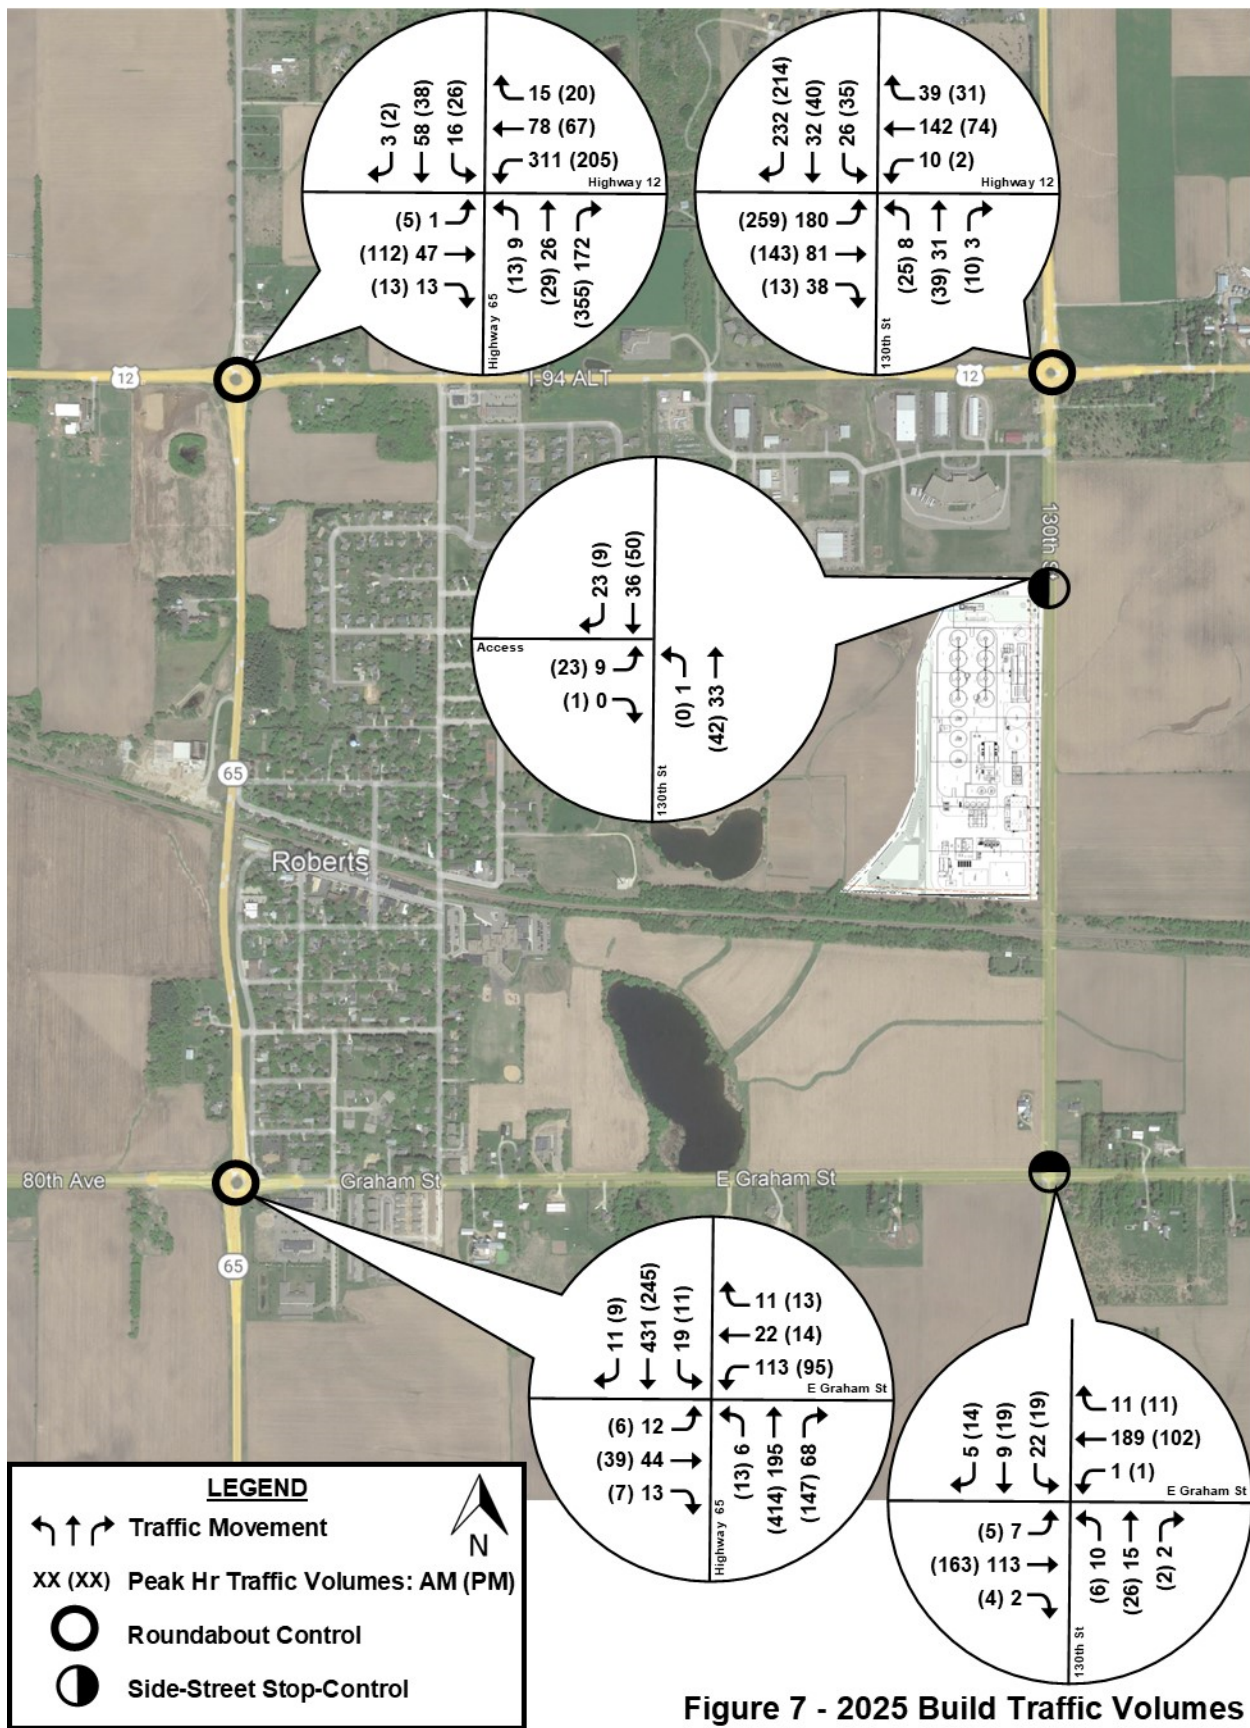 3 (2)
58 (38)
16 (26)
15 (20)
78 (67)
311 (205)
Highway 12
(5) 1
(112) 47
(13) 13
(13) 9
(29) 26
(355) 172
Highway 65
232 (214)
32 (40)
26 (35)
39 (31)
142 (74)
10 (2)
Highway 12
(259) 180
(143) 81
(13) 38
(25) 8
(39) 31
(10) 3
130th St
12
I-94 ALT
12
130th St
23 (9)
36 (50)
Access
(23) 9
(1) 0
(0) 1
(42) 33
130th St
65
Roberts
80th Ave
Graham St
E Graham St
65
11 (9)
431 (245)
19 (11)
11 (13)
22 (14)
113 (95)
E Graham St
(6) 12
(39) 44
(7) 13
(13) 6
(414) 195
(147) 68
Highway 65
5 (14)
9 (19)
22 (19)
11 (11)
189 (102)
1 (1)
E Graham St
(5) 7
(163) 113
(4) 2
(6) 10
(26) 15
(2) 2
130th St
LEGEND
Traffic Movement
N
XX (XX) Peak Hr Traffic Volumes: AM (PM)
Roundabout Control
Side-Street Stop-Control
Figure 7 - 2025 Build Traffic Volumes